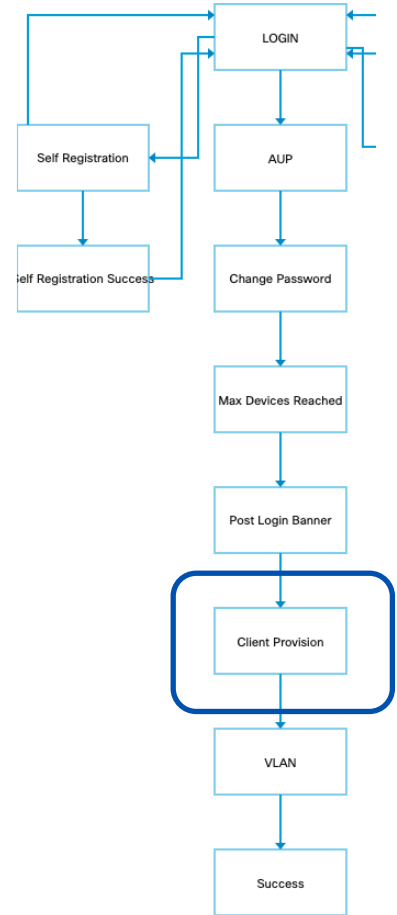 LOGIN
Self Registration
AUP
Self Registration Success
Change Password
Max Devices Reached
Post Login Banner
Client Provision
VLAN
Success